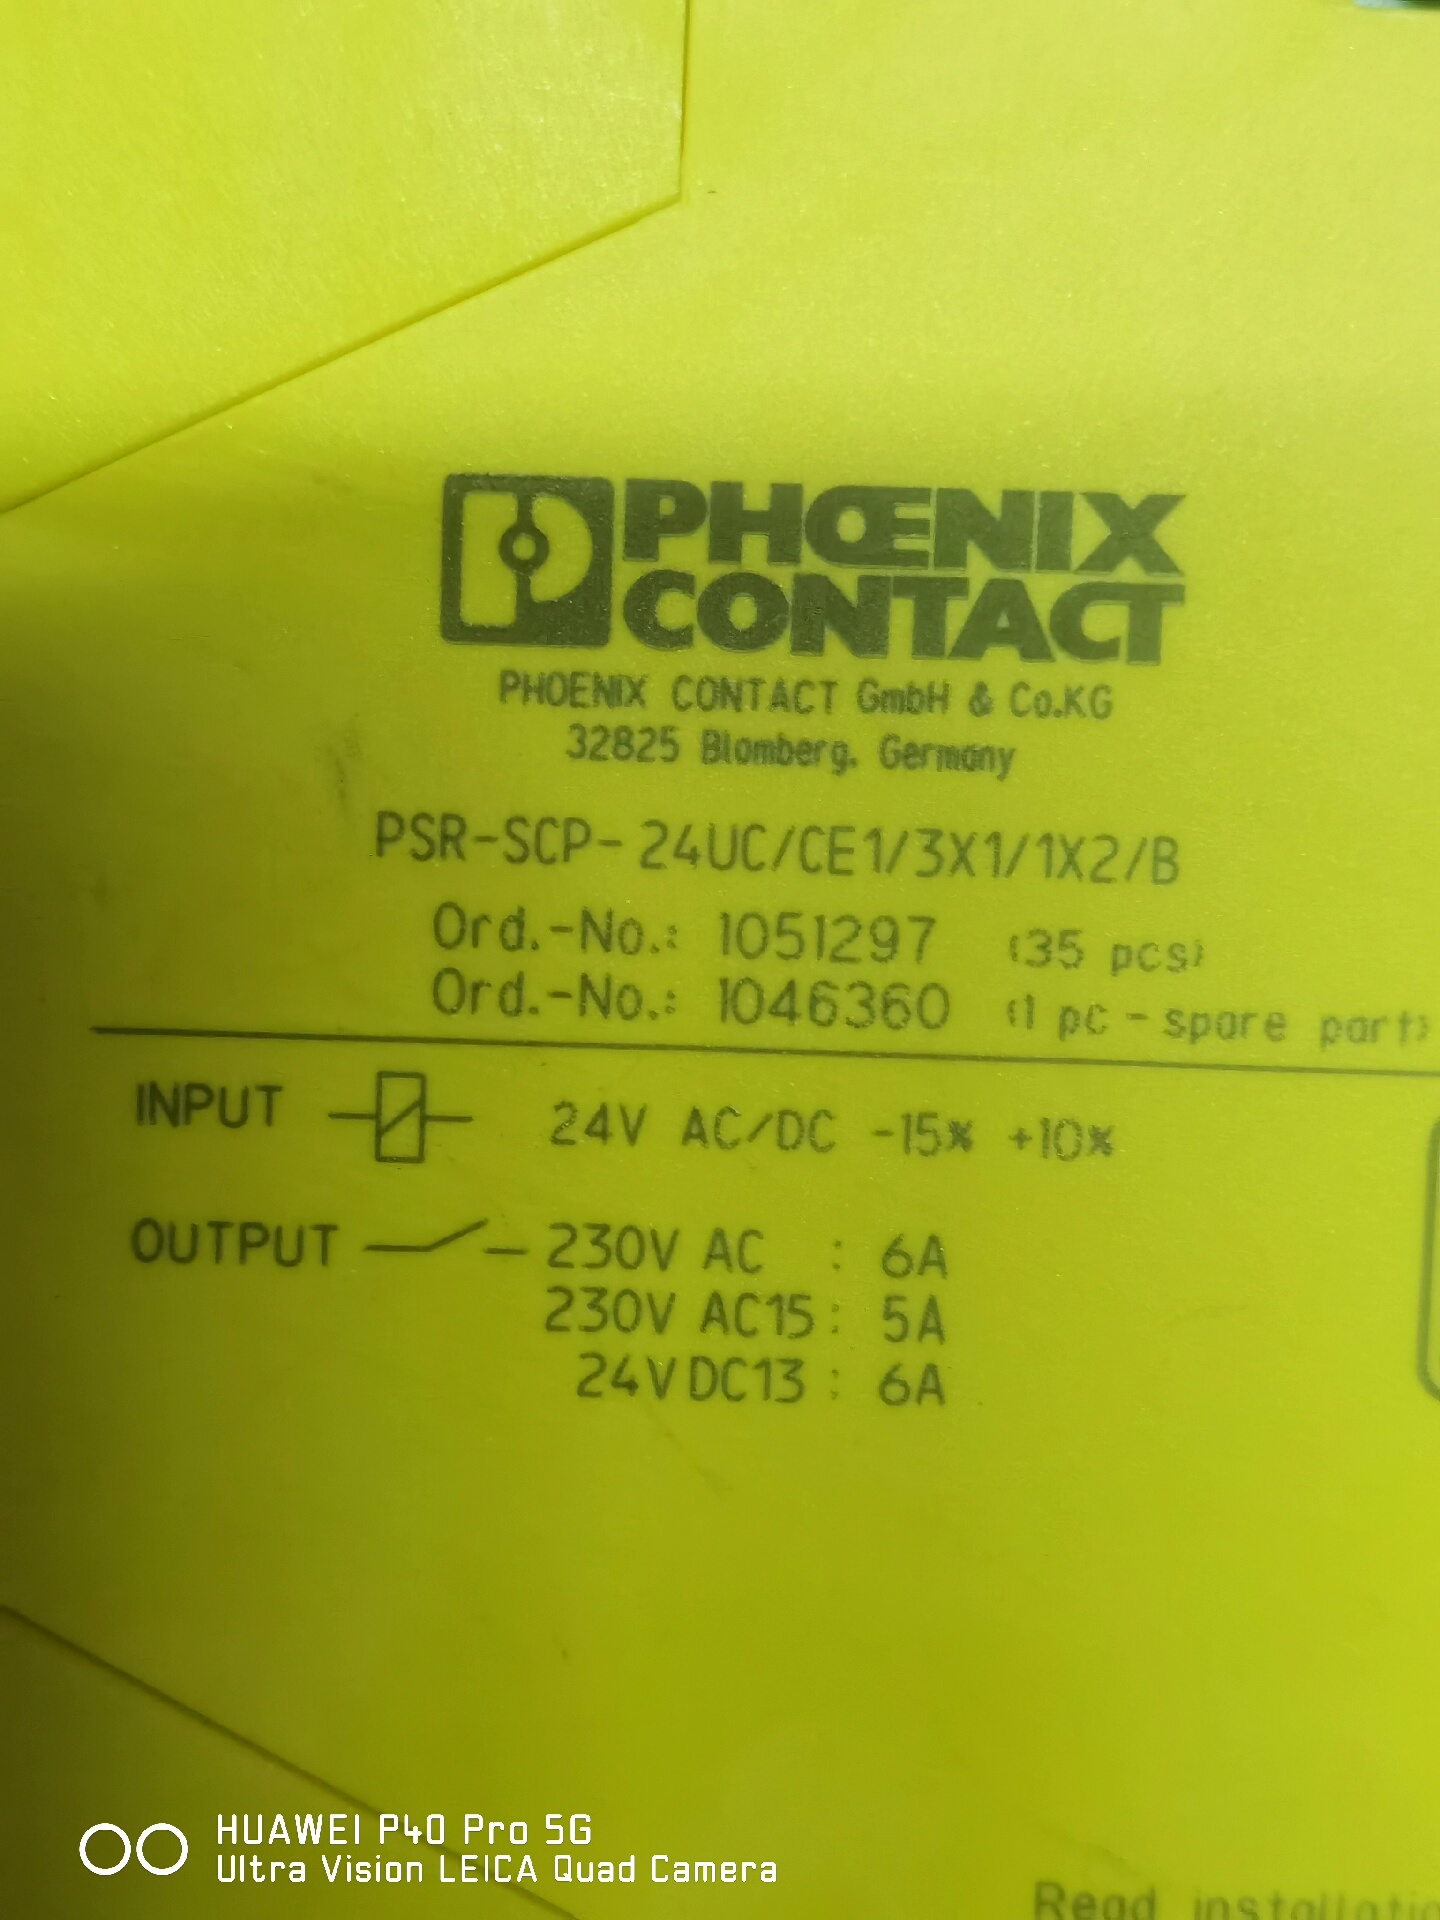 PHOENIX
CONTACT
PHOENIX CONTACT GmbH & Co.KG
32825 Blomberg, Germany
PSR-SCP-24UC/CE1/3X1/1X2/B
Ord.-No.: 1051297 (35 pcs)
Ord.-No.: 1046360 (1 pc - spare part)
INPUT 24V AC/DC -15% +10%
OUTPUT 230V AC : 6A
230V AC15: 5A
24V DC13 : 6A
Read
HUAWEI P40 Pro 5G
Ultra Vision LEICA Quad Camera